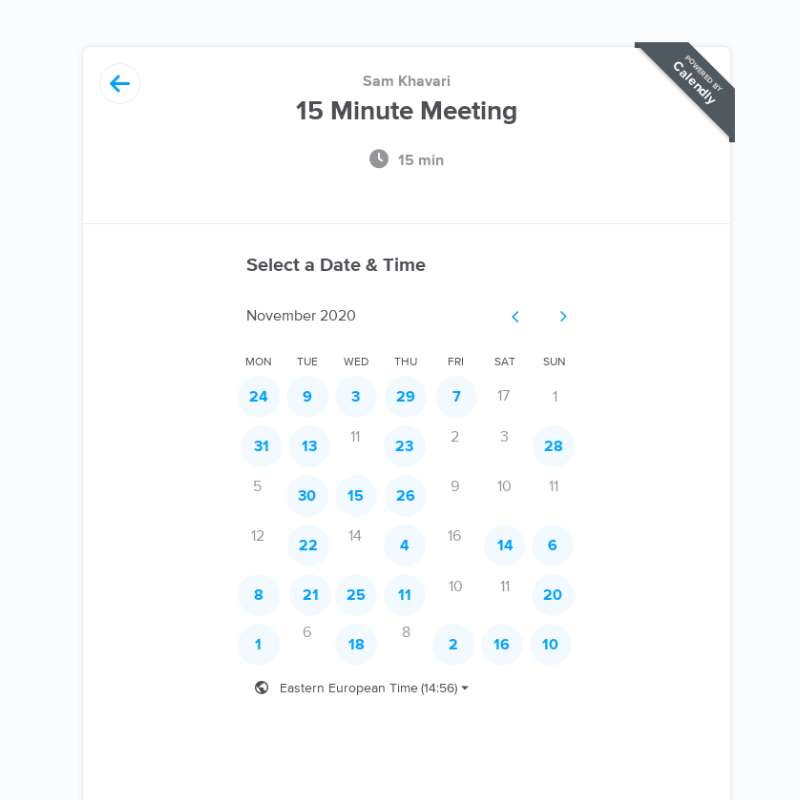 POWERED BY
Calendly
Sam Khavari
15 Minute Meeting
15 min
Select a Date & Time
November 2020
MON TUE WED THU FRI SAT SUN
24 9 3 29 7 17 1
31 13 11 23 2 3 28
5 30 15 26 9 10 11
12 22 14 4 16 14 6
8 21 25 11 10 11 20
1 6 18 8 2 16 10
Eastern European Time (14:56)